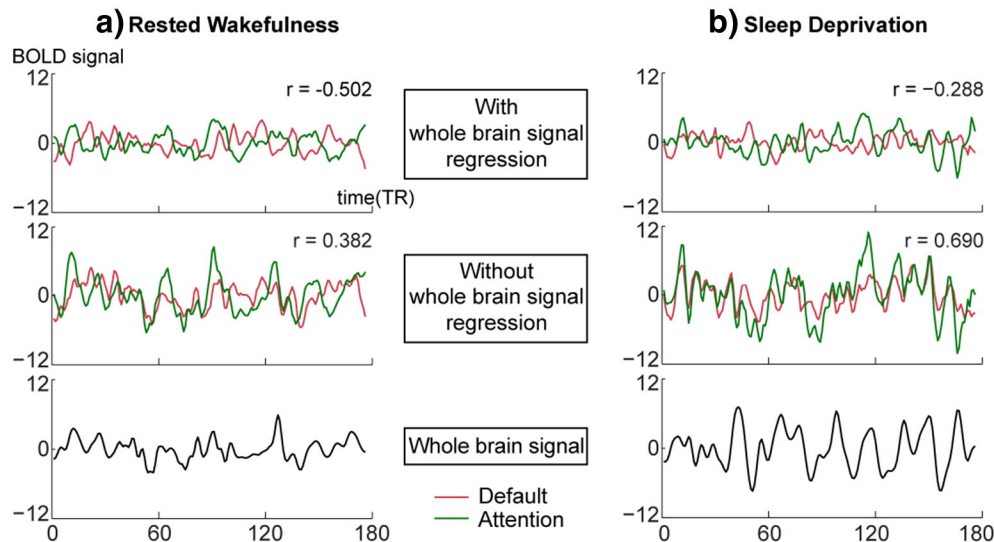 a) Rested Wakefulness
b) Sleep Deprivation
BOLD signal
12
0
−12
r = -0.502
time(TR)
With
whole brain signal
regression
12
0
−12
r = −0.288
12
0
−12
r = 0.382
Without
whole brain signal
regression
12
0
−12
r = 0.690
12
0
−12
0
60
120
180
Whole brain signal
Default
Attention
12
0
−12
0
60
120
180